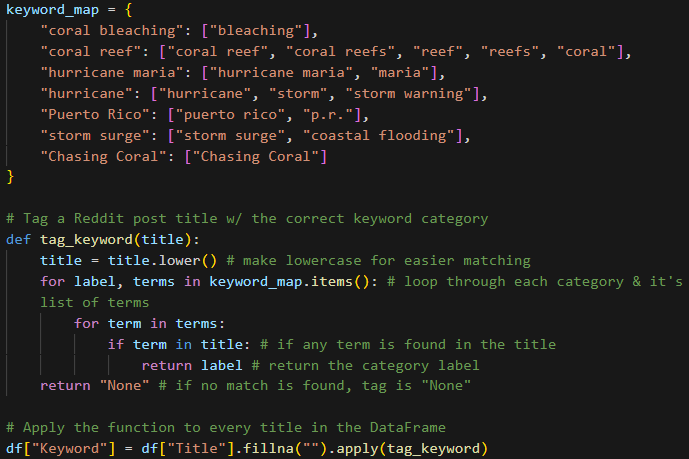 keyword_map = {
    "coral bleaching": ["bleaching"],
    "coral reef": ["coral reef", "coral reefs", "reef", "reefs", "coral"],
    "hurricane maria": ["hurricane maria", "maria"],
    "hurricane": ["hurricane", "storm", "storm warning"],
    "Puerto Rico": ["puerto rico", "p.r."],
    "storm surge": ["storm surge", "coastal flooding"],
    "Chasing Coral": ["Chasing Coral"]
}
# Tag a Reddit post title w/ the correct keyword category
def tag_keyword(title):
    title = title.lower() # make lowercase for easier matching
    for label, terms in keyword_map.items(): # loop through each category & it's
    list of terms
        for term in terms:
            if term in title: # if any term is found in the title
                return label # return the category label
    return "None" # if no match is found, tag is "None"
# Apply the function to every title in the DataFrame
df["Keyword"] = df["Title"].fillna("").apply(tag_keyword)